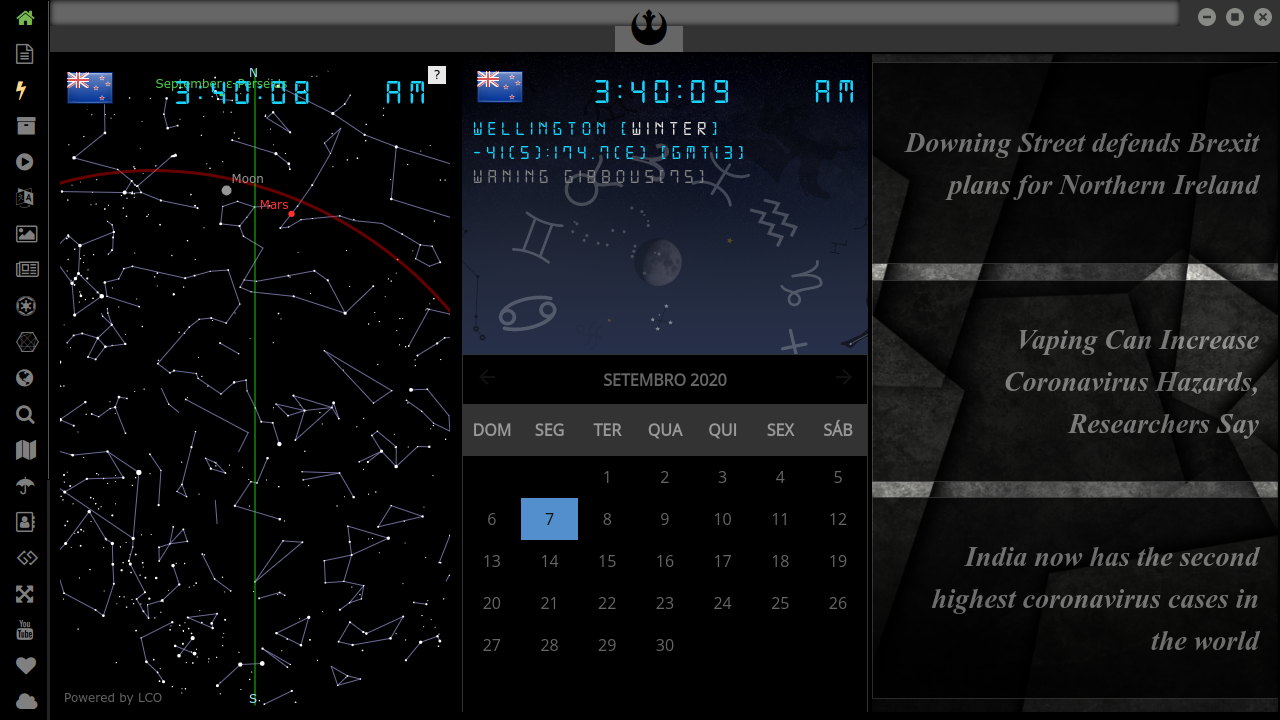 You
Tube
N
September ε-Perseids
3:40:08 AM
?
Moon
Mars
S
Powered by LCO
3:40:09 AM
WELLINGTON [WINTER]
-41(S):174.7(E) [GMT13]
WANING GIBBOUS[75]
SETEMBRO 2020
DOM SEG TER QUA QUI SEX SÁB
1 2 3 4 5
6 7 8 9 10 11 12
13 14 15 16 17 18 19
20 21 22 23 24 25 26
27 28 29 30
Downing Street defends Brexit
plans for Northern Ireland
Vaping Can Increase
Coronavirus Hazards,
Researchers Say
India now has the second
highest coronavirus cases in
the world